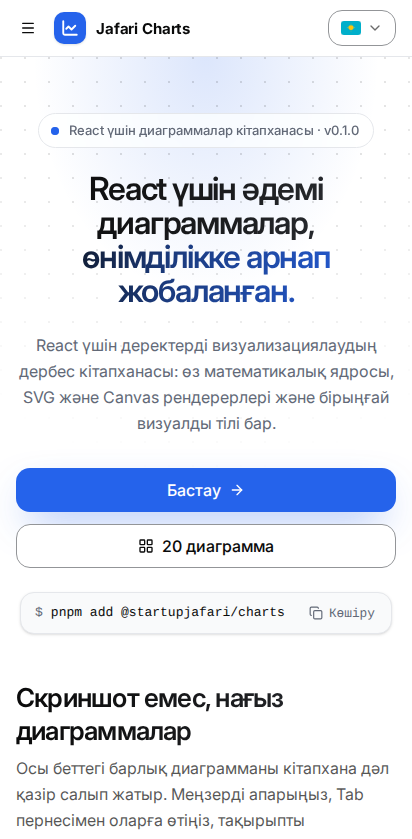 Jafari Charts
React үшін диаграммалар кітапханасы · v0.1.0
React үшін әдемі
диаграммалар,
өнімділікке арнап
жобаланған.
React үшін деректерді визуализациялаудың
дербес кітапханасы: өз математикалық ядросы,
SVG және Canvas рендерерлері және бірыңғай
визуалды тілі бар.
Бастау →
20 диаграмма
$ pnpm add @startupjafari/charts Көшіру
Скриншот емес, нағыз
диаграммалар
Осы беттегі барлық диаграмманы кітапхана дәл
қазір салып жатыр. Меңзерді апарыңыз, Tab
пернесімен оларға өтіңіз, тақырыпты